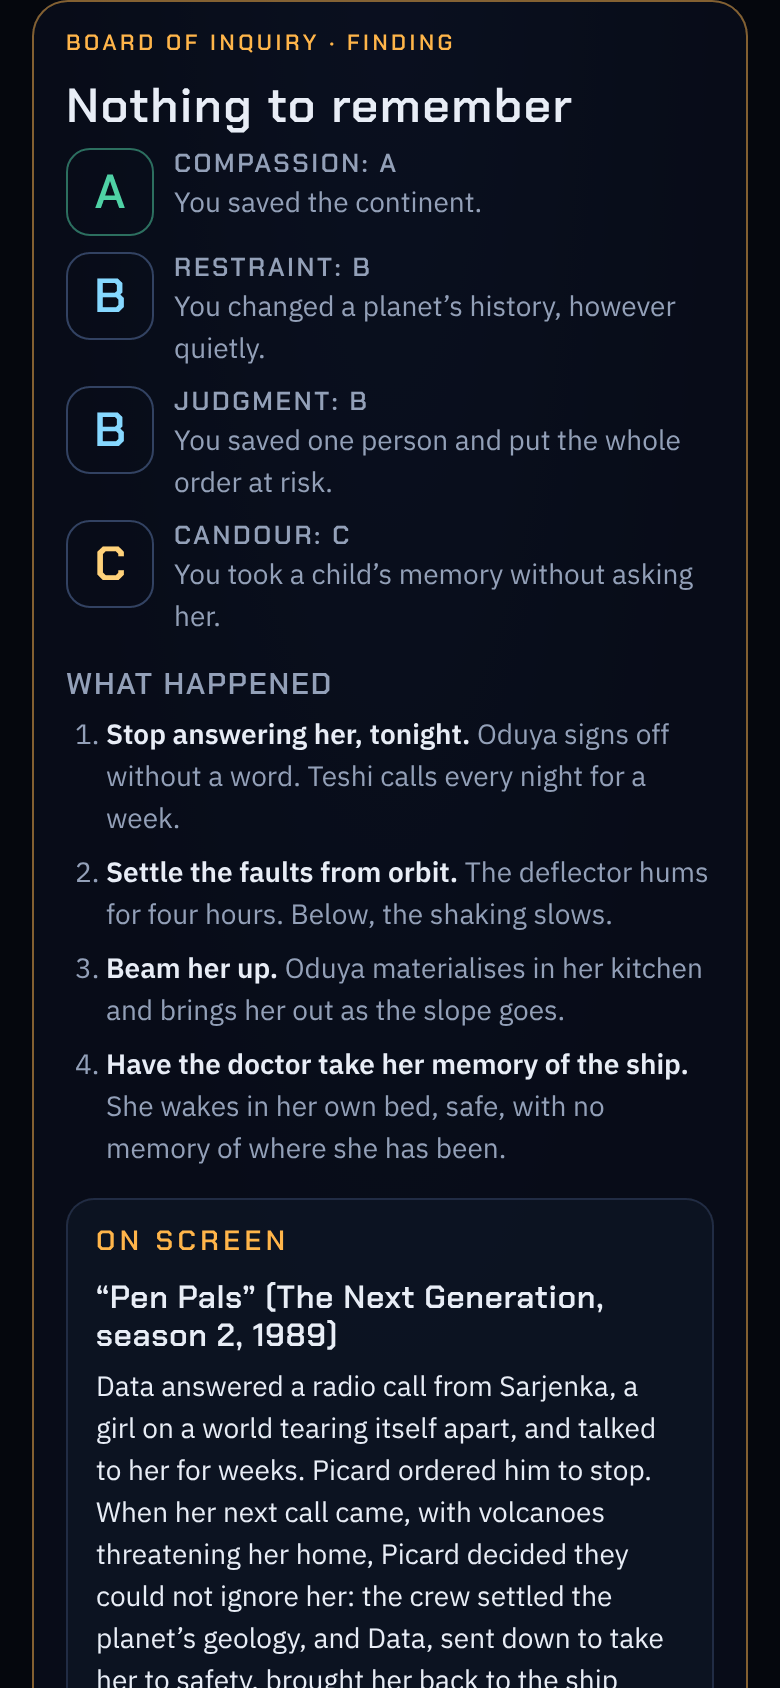 BOARD OF INQUIRY · FINDING
Nothing to remember
A
COMPASSION: A
You saved the continent.
B
RESTRAINT: B
You changed a planet’s history, however
quietly.
B
JUDGMENT: B
You saved one person and put the whole
order at risk.
C
CANDOUR: C
You took a child’s memory without asking
her.
WHAT HAPPENED
1. Stop answering her, tonight. Oduya signs off
without a word. Teshi calls every night for a
week.
2. Settle the faults from orbit. The deflector hums
for four hours. Below, the shaking slows.
3. Beam her up. Oduya materialises in her kitchen
and brings her out as the slope goes.
4. Have the doctor take her memory of the ship.
She wakes in her own bed, safe, with no
memory of where she has been.
ON SCREEN
“Pen Pals” (The Next Generation,
season 2, 1989)
Data answered a radio call from Sarjenka, a
girl on a world tearing itself apart, and talked
to her for weeks. Picard ordered him to stop.
When her next call came, with volcanoes
threatening her home, Picard decided they
could not ignore her: the crew settled the
planet’s geology, and Data, sent down to take
her to safety, brought her back to the ship